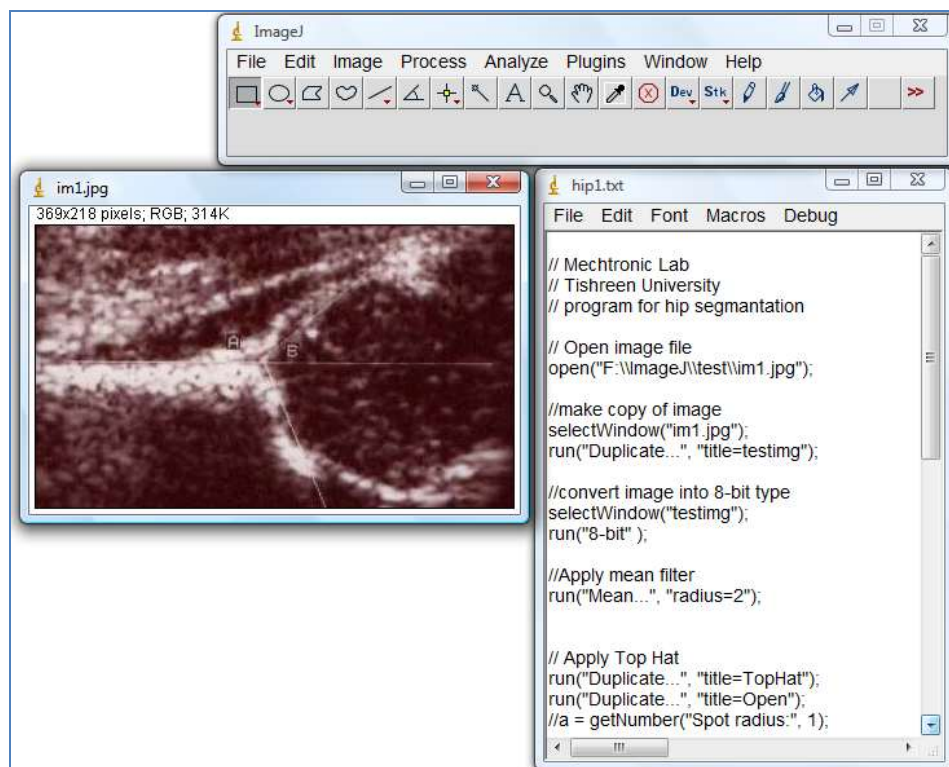 ImageJ
File Edit Image Process Analyze Plugins Window Help
A Dev Stk >>
im1.jpg
369x218 pixels; RGB; 314K
A
B
hip1.txt
File Edit Font Macros Debug
// Mechtronic Lab
// Tishreen University
// program for hip segmantation
// Open image file
open("F:\\ImageJ\\test\\im1.jpg");
//make copy of image
selectWindow("im1.jpg");
run("Duplicate...", "title=testimg");
//convert image into 8-bit type
selectWindow("testimg");
run("8-bit" );
//Apply mean filter
run("Mean...", "radius=2");
// Apply Top Hat
run("Duplicate...", "title=TopHat");
run("Duplicate...", "title=Open");
//a = getNumber("Spot radius:", 1);